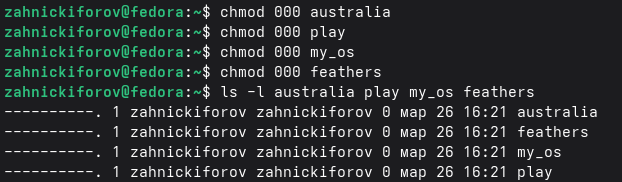 zahnickiforov@fedora:~$ chmod 000 australia
zahnickiforov@fedora:~$ chmod 000 play
zahnickiforov@fedora:~$ chmod 000 my_os
zahnickiforov@fedora:~$ chmod 000 feathers
zahnickiforov@fedora:~$ ls -l australia play my_os feathers
----------. 1 zahnickiforov zahnickiforov 0 мар 26 16:21 australia
----------. 1 zahnickiforov zahnickiforov 0 мар 26 16:21 feathers
----------. 1 zahnickiforov zahnickiforov 0 мар 26 16:21 my_os
----------. 1 zahnickiforov zahnickiforov 0 мар 26 16:21 play